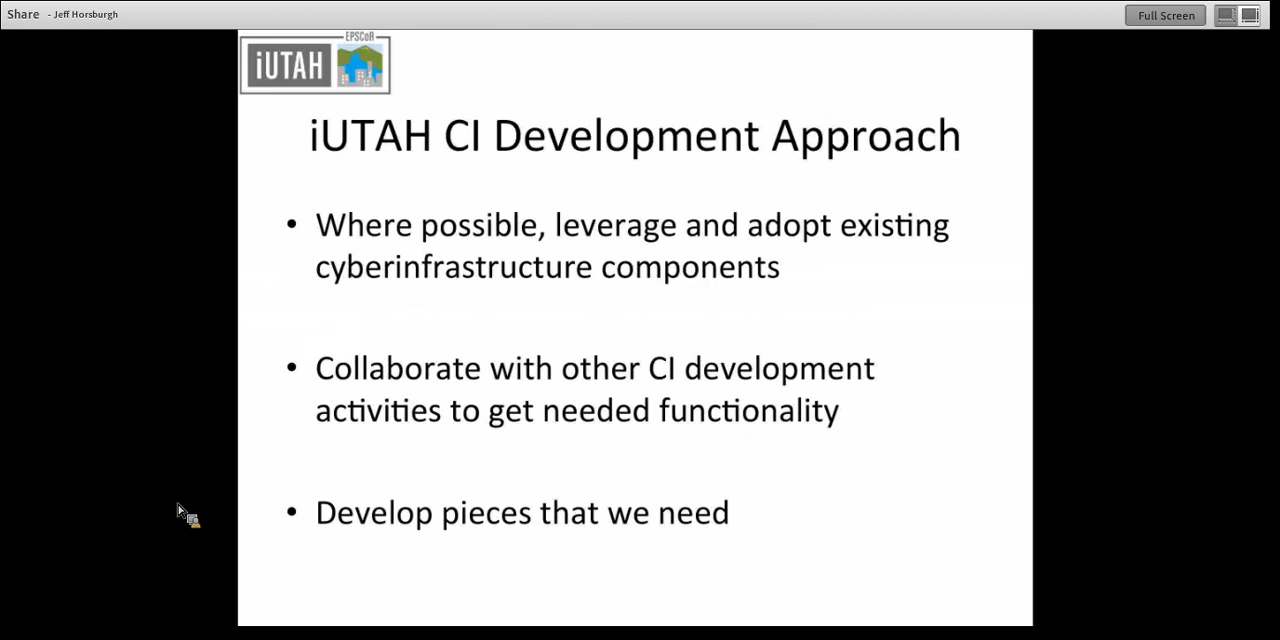 Share - Jeff Horsburgh
Full Screen
EPSCoR
iUTAH
iUTAH CI Development Approach
• Where possible, leverage and adopt existing
cyberinfrastructure components
• Collaborate with other CI development
activities to get needed functionality
• Develop pieces that we need